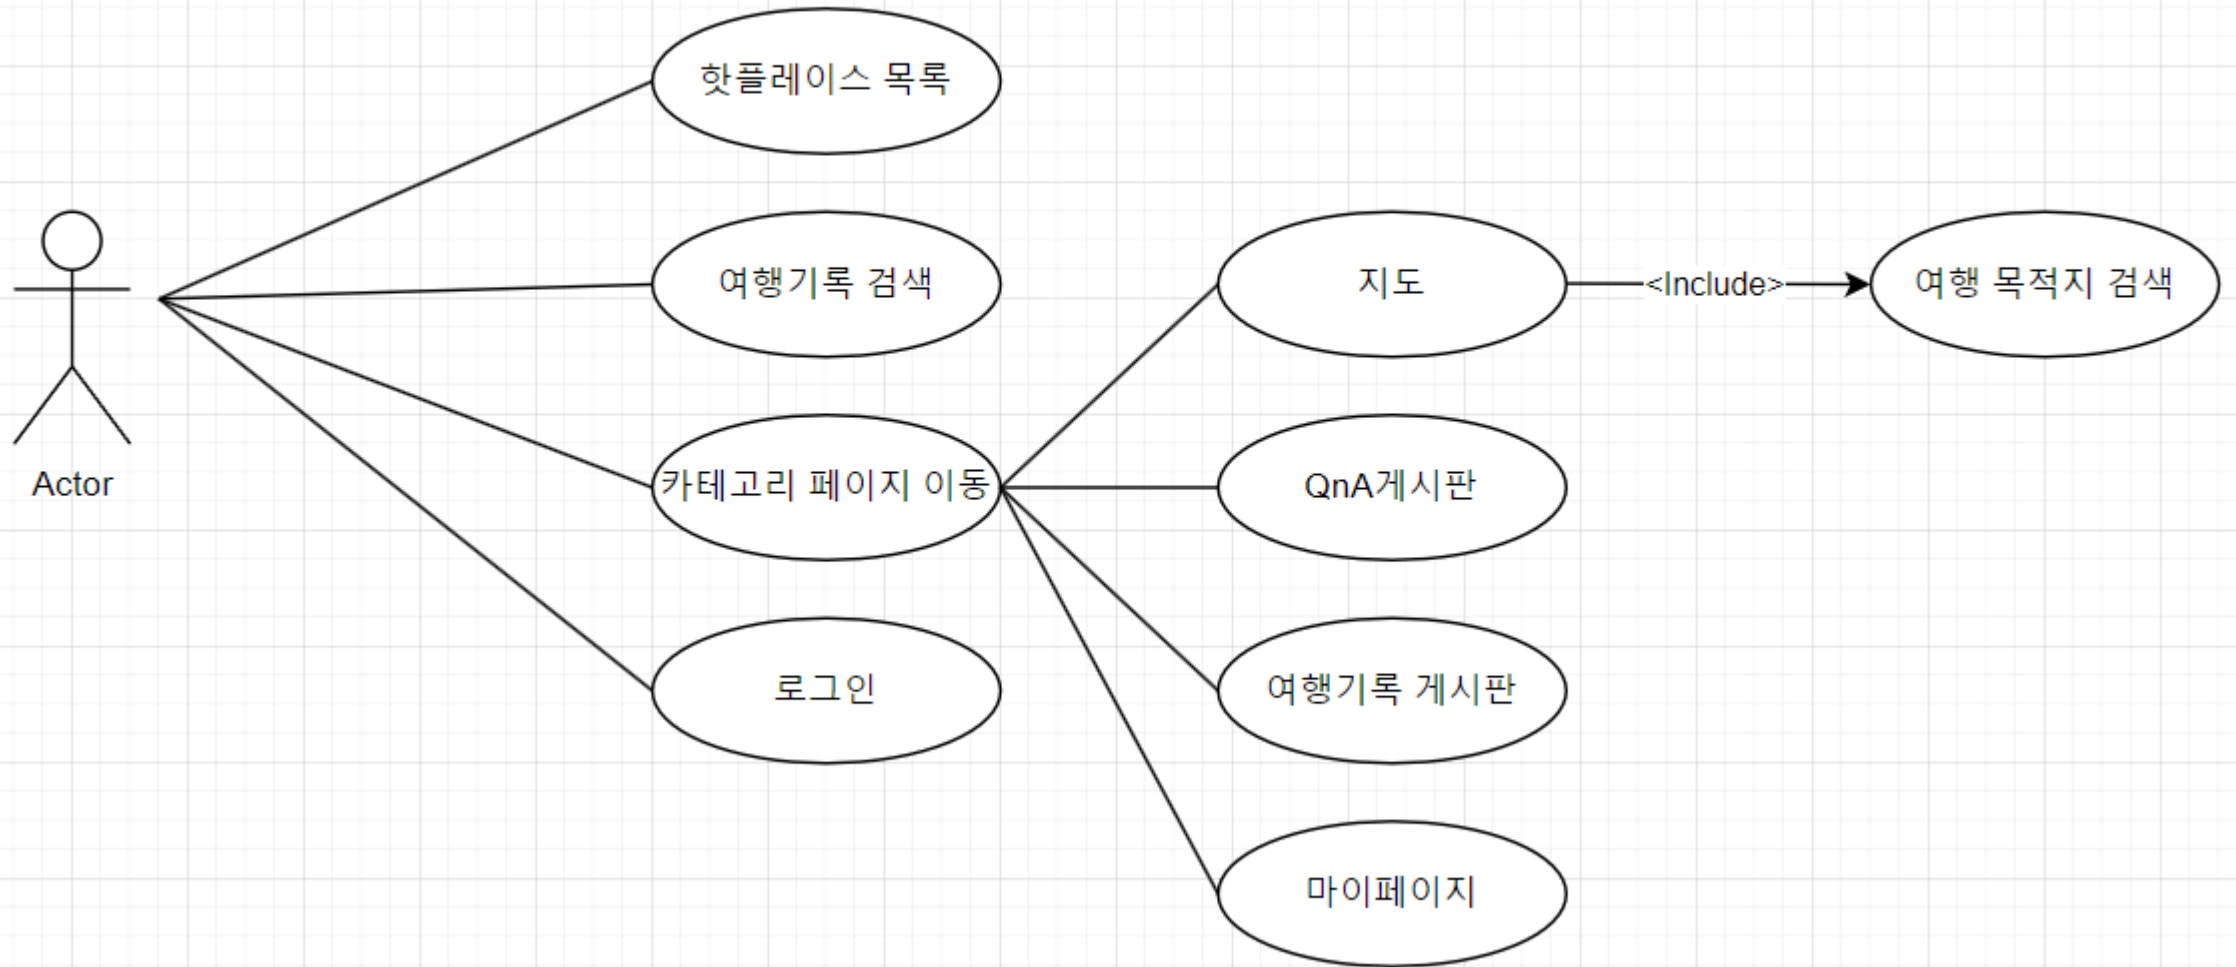 핫플레이스 목록
여행기록 검색
지도
<Include>
여행 목적지 검색
Actor
카테고리 페이지 이동
QnA게시판
로그인
여행기록 게시판
마이페이지